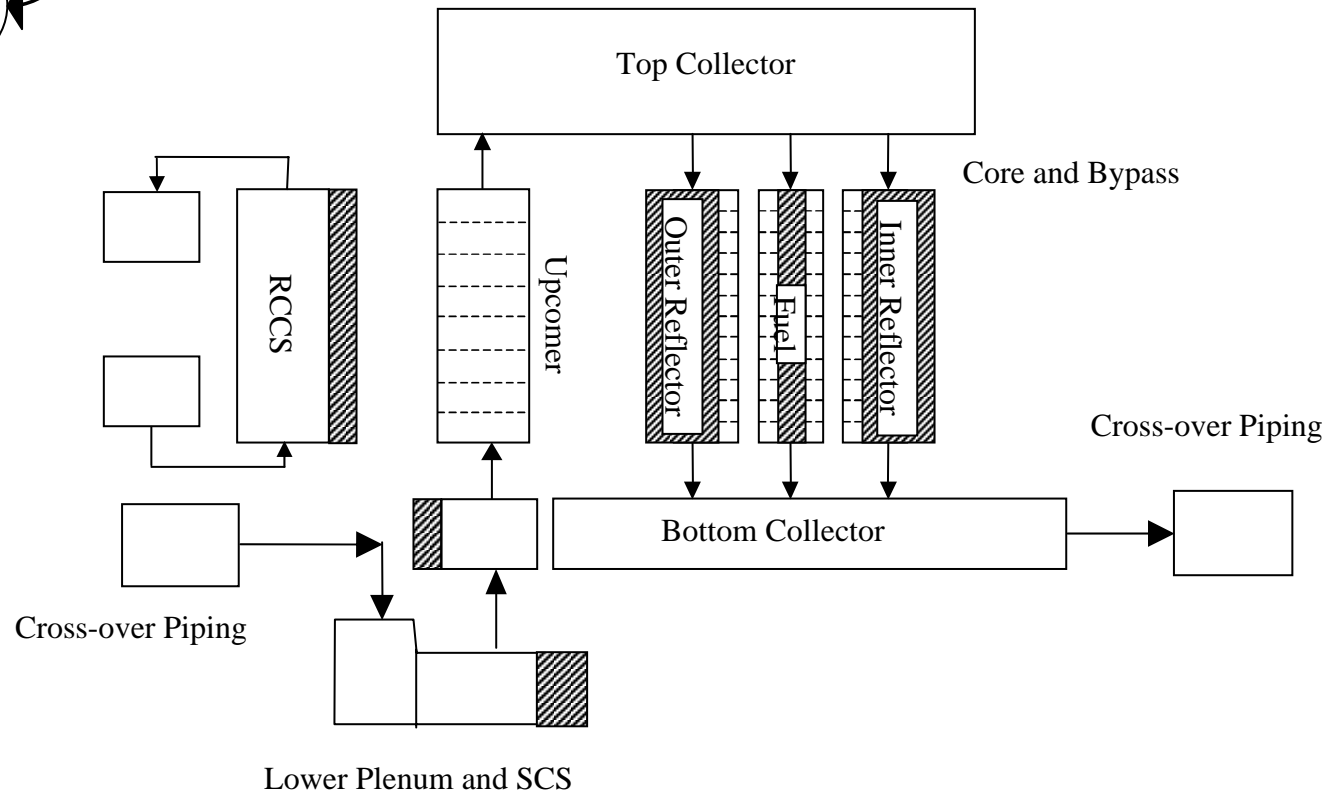 Top Collector
Core and Bypass
RCCS
Upcomer
Outer Reflector
Fuel
Inner Reflector
Cross-over Piping
Bottom Collector
Cross-over Piping
Lower Plenum and SCS